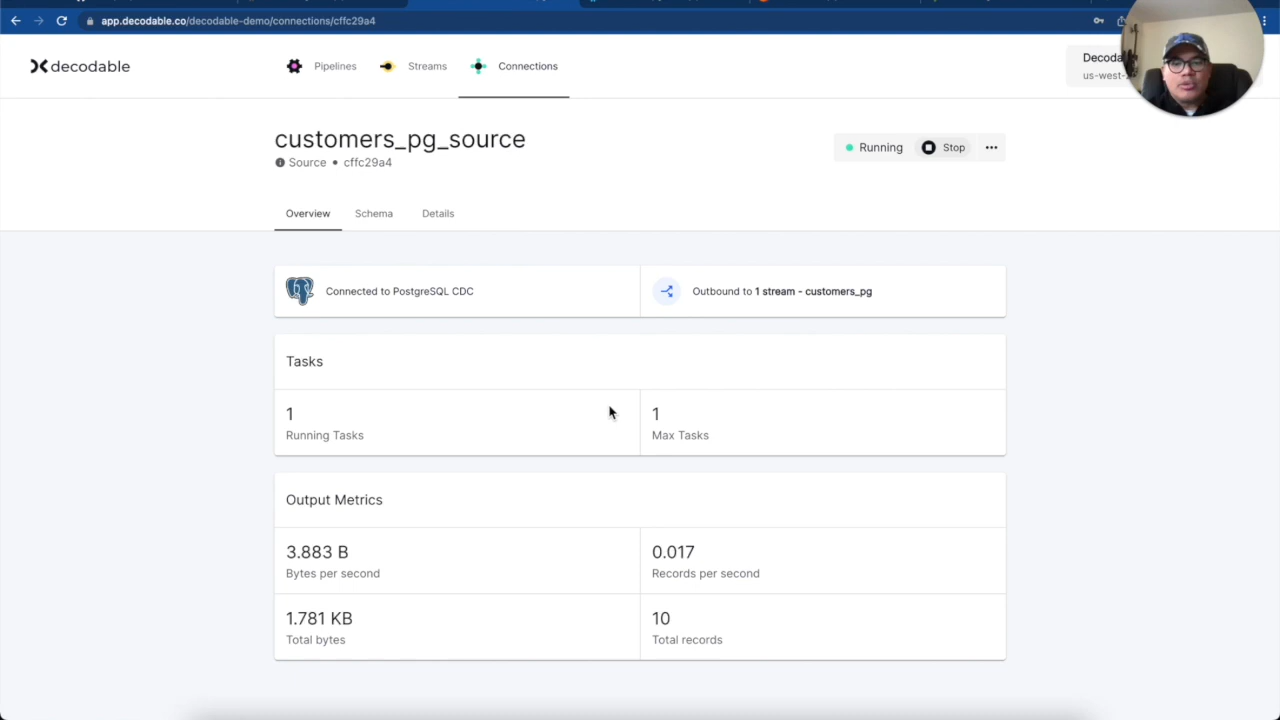 app.decodable.co/decodable-demo/connections/cffc29a4
decodable
Pipelines
Streams
Connections
us-west-
customers_pg_source
Source • cffc29a4
Running
Stop
Overview
Schema
Details
Connected to PostgreSQL CDC
Outbound to 1 stream - customers_pg
Tasks
1
Running Tasks
1
Max Tasks
Output Metrics
3.883 B
Bytes per second
0.017
Records per second
1.781 KB
Total bytes
10
Total records